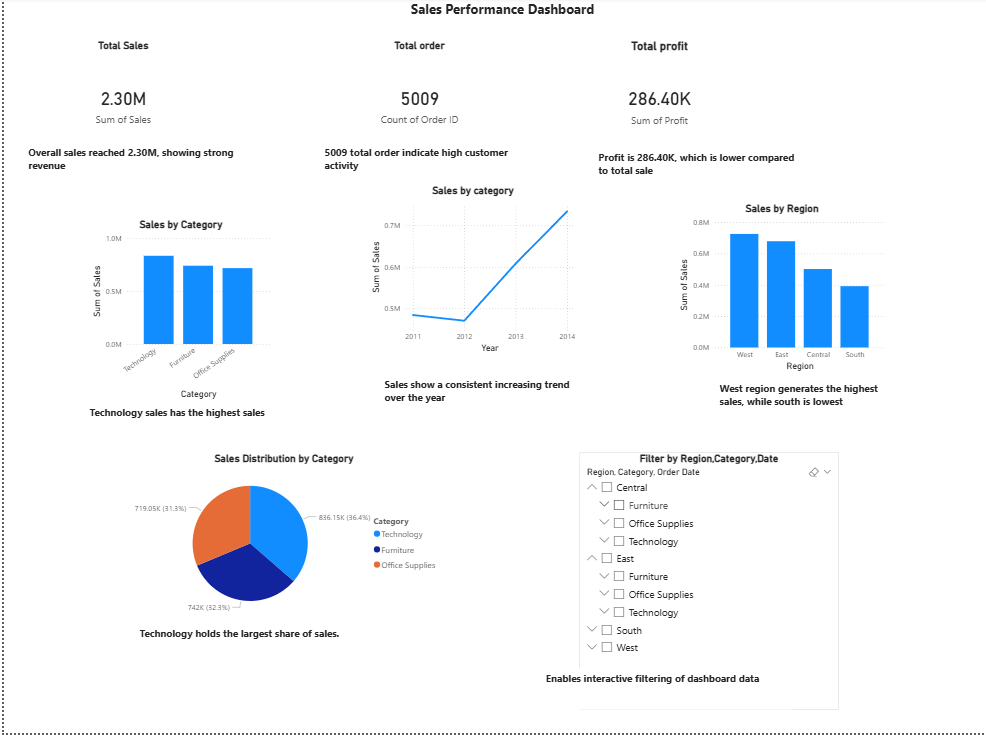 Sales Performance Dashboard
Total Sales
Total order
Total profit
2.30M
Sum of Sales
5009
Count of Order ID
286.40K
Sum of Profit
Overall sales reached 2.30M, showing strong
revenue
5009 total order indicate high customer
activity
Profit is 286.40K, which is lower compared
to total sale
Sales by Category
Sum of Sales
1.0M
0.5M
0.0M
Technology
Furniture
Office Supplies
Category
Technology sales has the highest sales
Sales by category
Sum of Sales
0.7M
0.6M
0.5M
2011
2012
2013
2014
Year
Sales show a consistent increasing trend
over the year
Sales by Region
Sum of Sales
0.8M
0.6M
0.4M
0.2M
0.0M
West
East
Central
South
Region
West region generates the highest
sales, while south is lowest
Sales Distribution by Category
719.05K (31.3%)
836.15K (36.4%)
742K (32.3%)
Category
Technology
Furniture
Office Supplies
Technology holds the largest share of sales.
Filter by Region,Category,Date
Region, Category, Order Date
Central
Furniture
Office Supplies
Technology
East
Furniture
Office Supplies
Technology
South
West
Enables interactive filtering of dashboard data